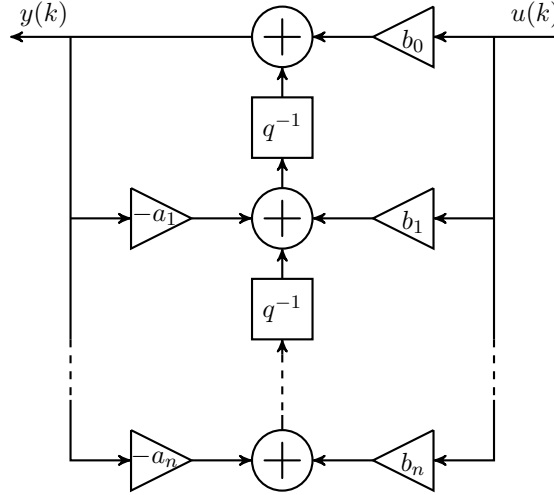 y(k) u(k)
b₀
q⁻¹
−a₁ b₁
q⁻¹
−aₙ bₙ